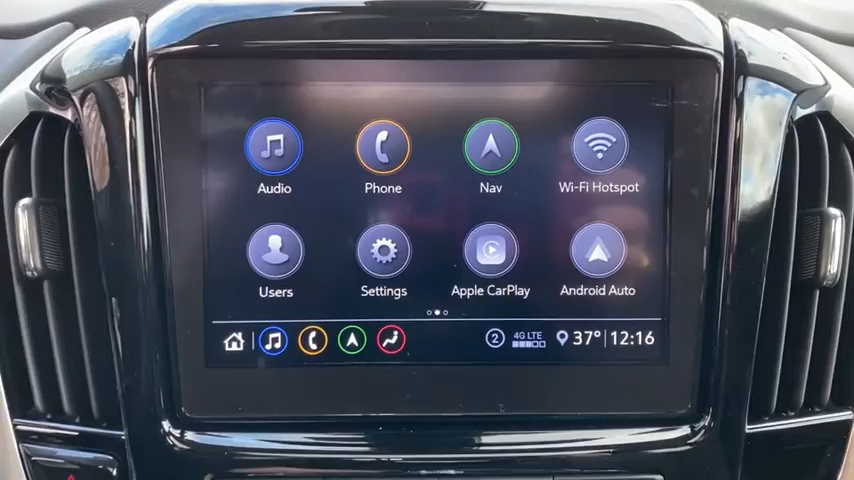 Audio Phone Nav Wi-Fi Hotspot
Users Settings Apple CarPlay Android Auto
2 4G LTE 37° 12:16